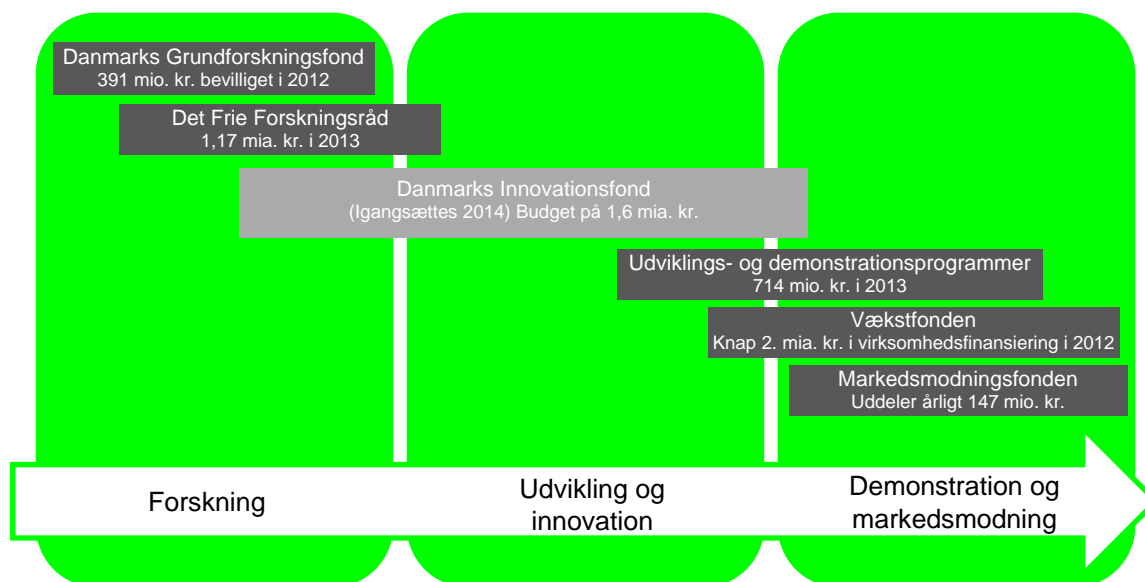 Danmarks Grundforskningsfond
391 mio. kr. bevilliget i 2012
Det Frie Forskningsråd
1,17 mia. kr. i 2013
Danmarks Innovationsfond
(Igangsættes 2014) Budget på 1,6 mia. kr.
Udviklings- og demonstrationsprogrammer
714 mio. kr. i 2013
Vækstfonden
Knap 2. mia. kr. i virksomhedsfinansiering i 2012
Markedsmodningsfonden
Uddeler årligt 147 mio. kr.
Forskning
Udvikling og
innovation
Demonstration og
markedsmodning